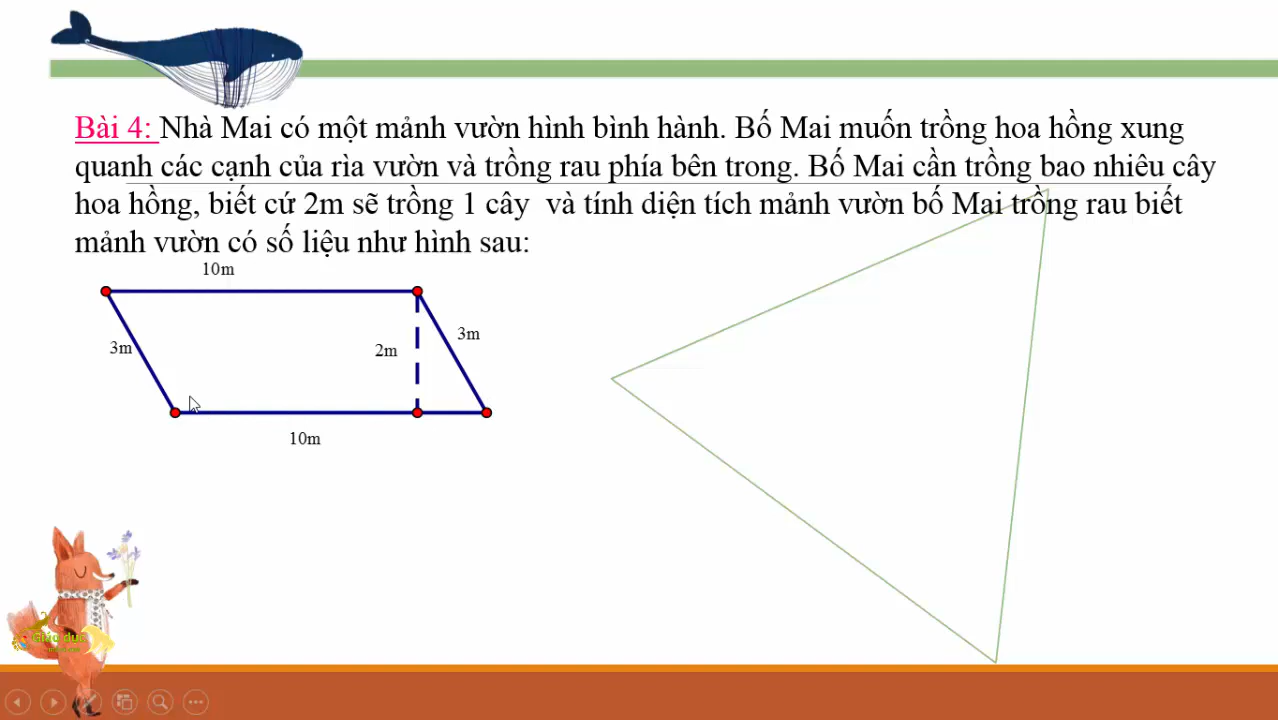 Bài 4: Nhà Mai có một mảnh vườn hình bình hành. Bố Mai muốn trồng hoa hồng xung
quanh các cạnh của rìa vườn và trồng rau phía bên trong. Bố Mai cần trồng bao nhiêu cây
hoa hồng, biết cứ 2m sẽ trồng 1 cây và tính diện tích mảnh vườn bố Mai trồng rau biết
mảnh vườn có số liệu như hình sau:
10m
3m
2m
3m
10m
Giáo dục